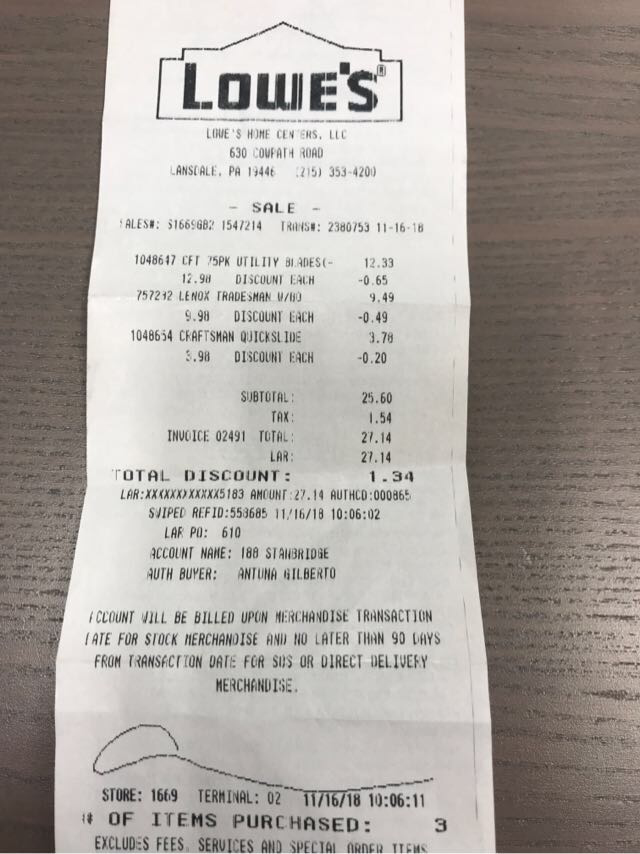 LOWE'S®
LOWE'S HOME CENTERS, LLC
630 COWPATH ROAD
LANSDALE, PA 19446 (215) 353-4200
- SALE -
SALES#: S1669GB2 1547214 TRANS#: 2380753 11-16-18
1048647 CFT 75PK UTILITY BLADES(- 12.33
12.98 DISCOUNT EACH -0.65
757232 LENOX TRADESMAN W/BO 9.49
9.98 DISCOUNT EACH -0.49
1048654 CRAFTSMAN QUICKSLIDE 3.78
3.98 DISCOUNT EACH -0.20
SUBTOTAL: 25.60
TAX: 1.54
INVOICE 02491 TOTAL: 27.14
LAR: 27.14
TOTAL DISCOUNT: 1.34
LAR:XXXXXXXXXXXX5183 AMOUNT:27.14 AUTHCD:000865
SWIPED REFID:553685 11/16/18 10:06:02
LAR PO: 610
ACCOUNT NAME: 188 STANBRIDGE
AUTH BUYER: ANTUNA GILBERTO
ACCOUNT WILL BE BILLED UPON MERCHANDISE TRANSACTION
DATE FOR STOCK MERCHANDISE AND NO LATER THAN 90 DAYS
FROM TRANSACTION DATE FOR SOS OR DIRECT DELIVERY
MERCHANDISE.
STORE: 1669 TERMINAL: 02 11/16/18 10:06:11
# OF ITEMS PURCHASED: 3
EXCLUDES FEES, SERVICES AND SPECIAL ORDER ITEMS